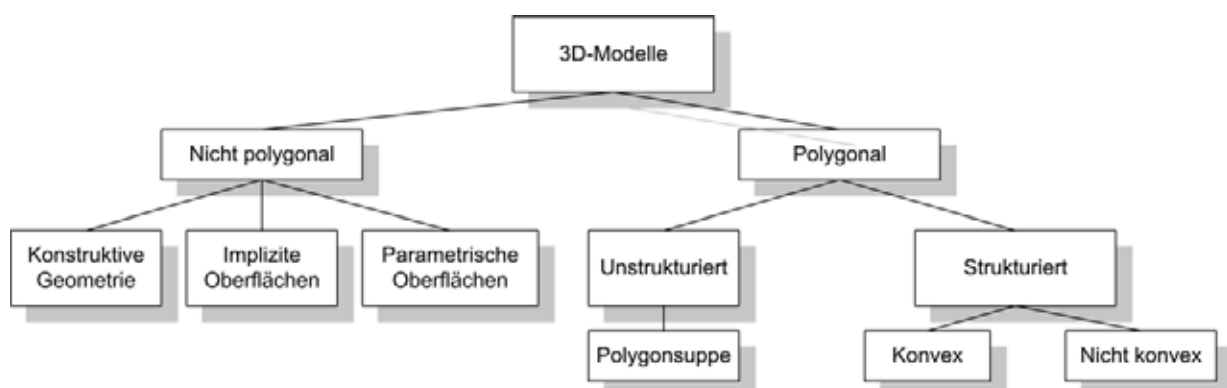 3D-Modelle
Nicht polygonal
Polygonal
Konstruktive
Geometrie
Implizite
Oberflächen
Parametrische
Oberflächen
Unstrukturiert
Strukturiert
Polygonsuppe
Konvex
Nicht konvex